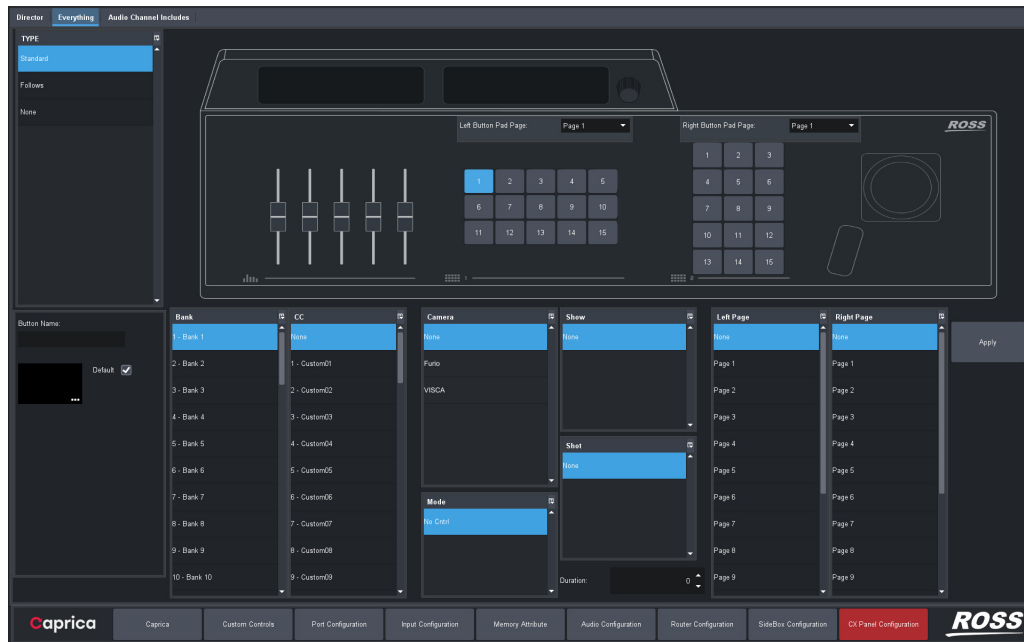 Director Everything Audio Channel Includes
TYPE
Standard
Follows
None
Left Button Pad Page: Page 1
Right Button Pad Page: Page 1
ROSS
1 2 3 4 5
6 7 8 9 10
11 12 13 14 15
1
1 2 3
4 5 6
7 8 9
10 11 12
13 14 15
2
Button Name:
Default
...
Bank
1 - Bank 1
2 - Bank 2
3 - Bank 3
4 - Bank 4
5 - Bank 5
6 - Bank 6
7 - Bank 7
8 - Bank 8
9 - Bank 9
10 - Bank 10
CC
None
1 - Custom01
2 - Custom02
3 - Custom03
4 - Custom04
5 - Custom05
6 - Custom06
7 - Custom07
8 - Custom08
9 - Custom09
Camera
None
Furio
VISCA
Mode
No Cntrl
Show
None
Shot
None
Duration: 0
Left Page
None
Page 1
Page 2
Page 3
Page 4
Page 5
Page 6
Page 7
Page 8
Page 9
Right Page
None
Page 1
Page 2
Page 3
Page 4
Page 5
Page 6
Page 7
Page 8
Page 9
Apply
Caprica Caprica Custom Controls Port Configuration Input Configuration Memory Attribute Audio Configuration Router Configuration SideBox Configuration CX Panel Configuration ROSS